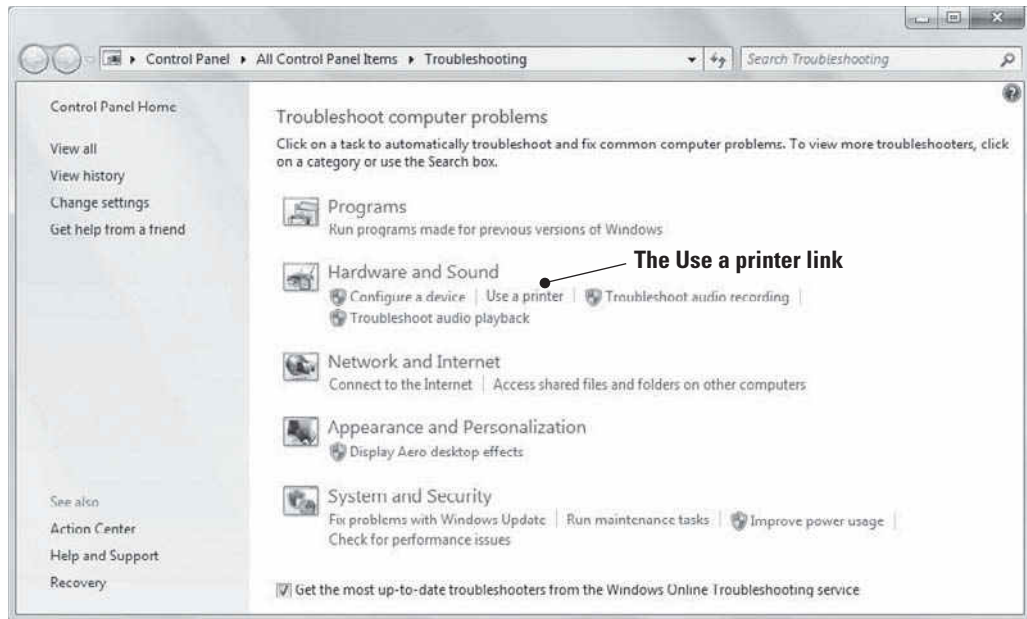 Control Panel ▸ All Control Panel Items ▸ Troubleshooting
Search Troubleshooting
Control Panel Home
View all
View history
Change settings
Get help from a friend
See also
Action Center
Help and Support
Recovery
Troubleshoot computer problems
Click on a task to automatically troubleshoot and fix common computer problems. To view more troubleshooters, click
on a category or use the Search box.
Programs
Run programs made for previous versions of Windows
The Use a printer link
Hardware and Sound
Configure a device | Use a printer | Troubleshoot audio recording |
Troubleshoot audio playback
Network and Internet
Connect to the Internet | Access shared files and folders on other computers
Appearance and Personalization
Display Aero desktop effects
System and Security
Fix problems with Windows Update | Run maintenance tasks | Improve power usage |
Check for performance issues
Get the most up-to-date troubleshooters from the Windows Online Troubleshooting service